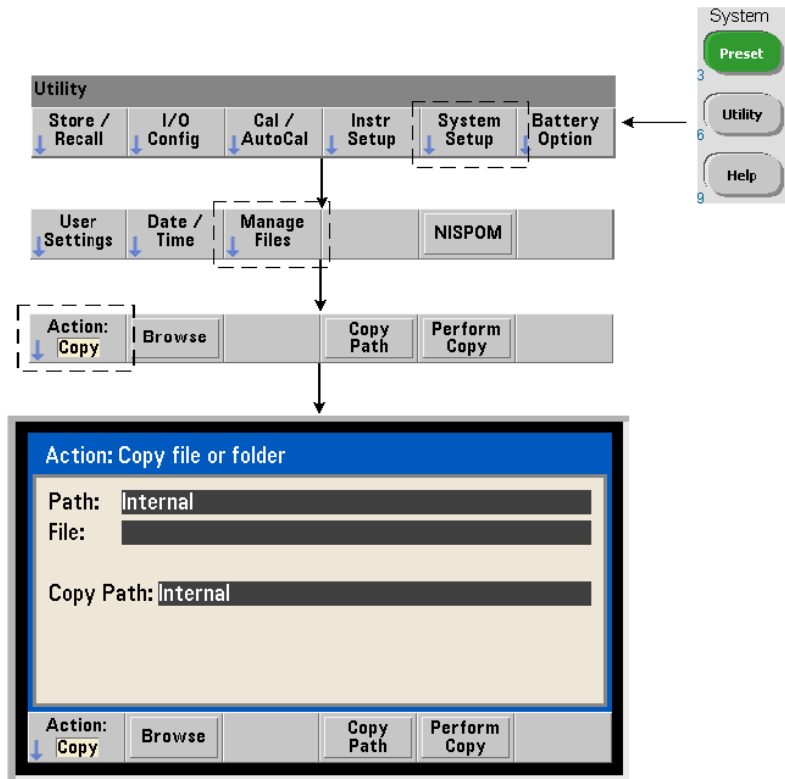 System
Preset
3
Utility
6
Help
9
Utility
Store / Recall
I/O Config
Cal / AutoCal
Instr Setup
System Setup
Battery Option
User Settings
Date / Time
Manage Files
NISPOM
Action: Copy
Browse
Copy Path
Perform Copy
Action: Copy file or folder
Path: Internal
File:
Copy Path: Internal
Action: Copy
Browse
Copy Path
Perform Copy